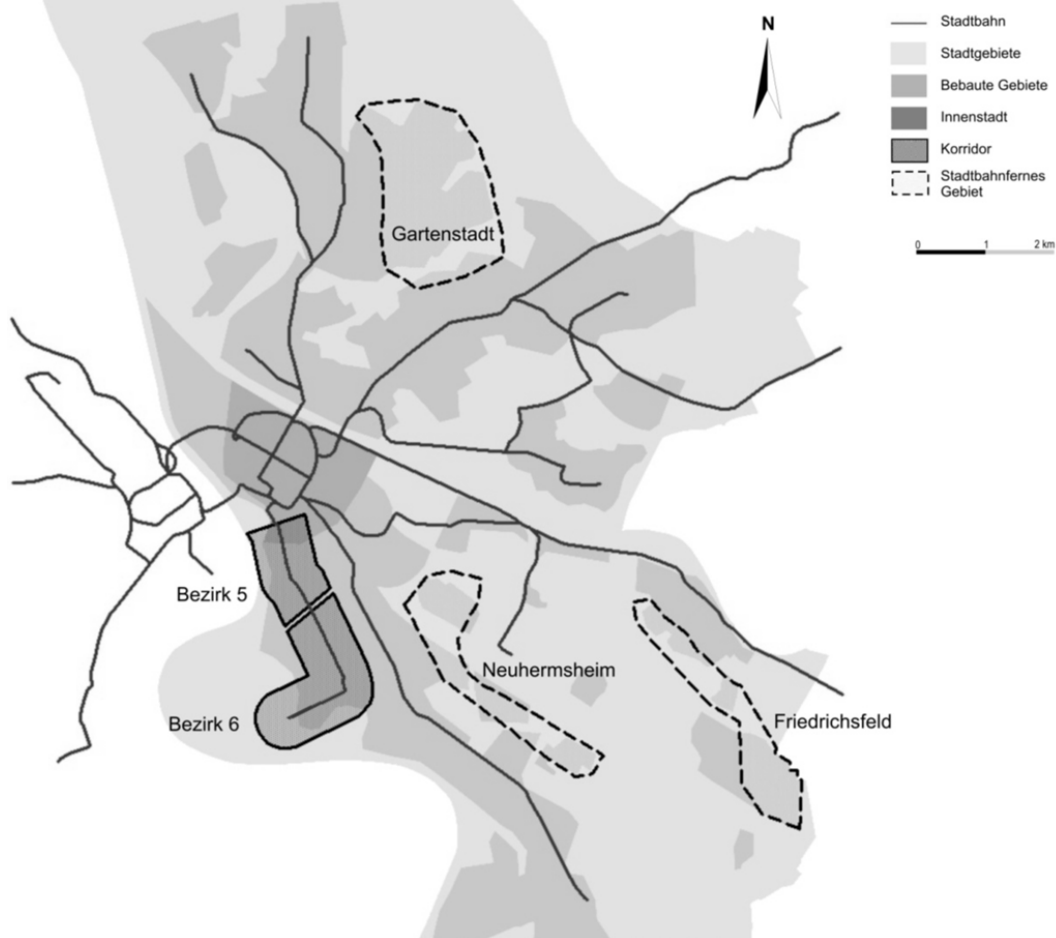 N
Stadtbahn
Stadtgebiete
Bebaute Gebiete
Innenstadt
Korridor
Stadtbahnfernes
Gebiet
0 1 2 km
Gartenstadt
Bezirk 5
Neuhermsheim
Bezirk 6
Friedrichsfeld